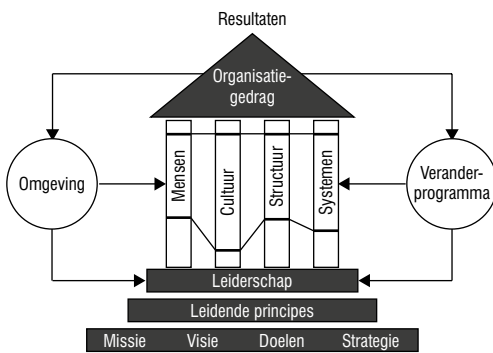 Resultaten
Organisatie-
gedrag
Omgeving
Mensen
Cultuur
Structuur
Systemen
Verander-
programma
Leiderschap
Leidende principes
Missie Visie Doelen Strategie